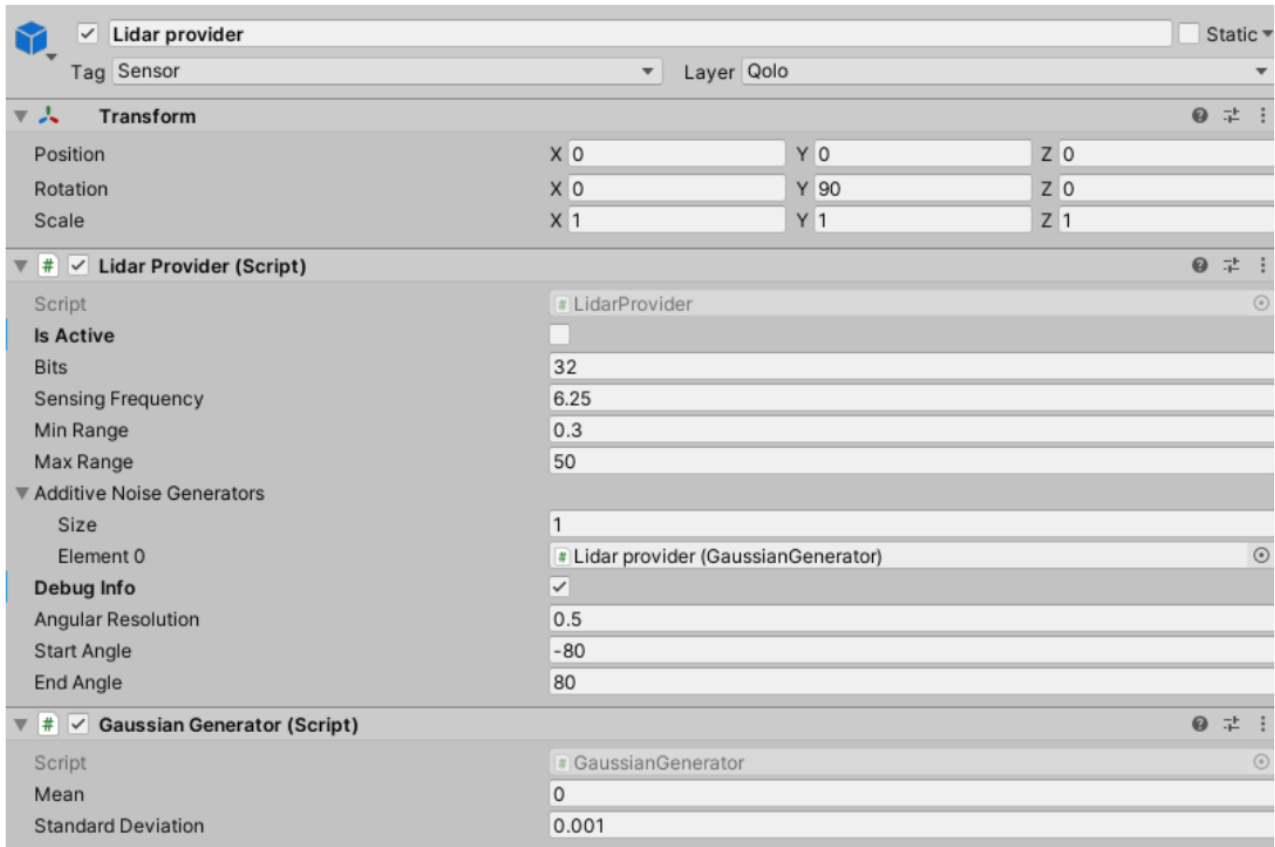 Lidar provider Static
Tag Sensor Layer Qolo
Transform
Position X 0 Y 0 Z 0
Rotation X 0 Y 90 Z 0
Scale X 1 Y 1 Z 1
# Lidar Provider (Script)
Script # LidarProvider
Is Active
Bits 32
Sensing Frequency 6.25
Min Range 0.3
Max Range 50
Additive Noise Generators
Size 1
Element 0 # Lidar provider (GaussianGenerator)
Debug Info
Angular Resolution 0.5
Start Angle -80
End Angle 80
# Gaussian Generator (Script)
Script # GaussianGenerator
Mean 0
Standard Deviation 0.001